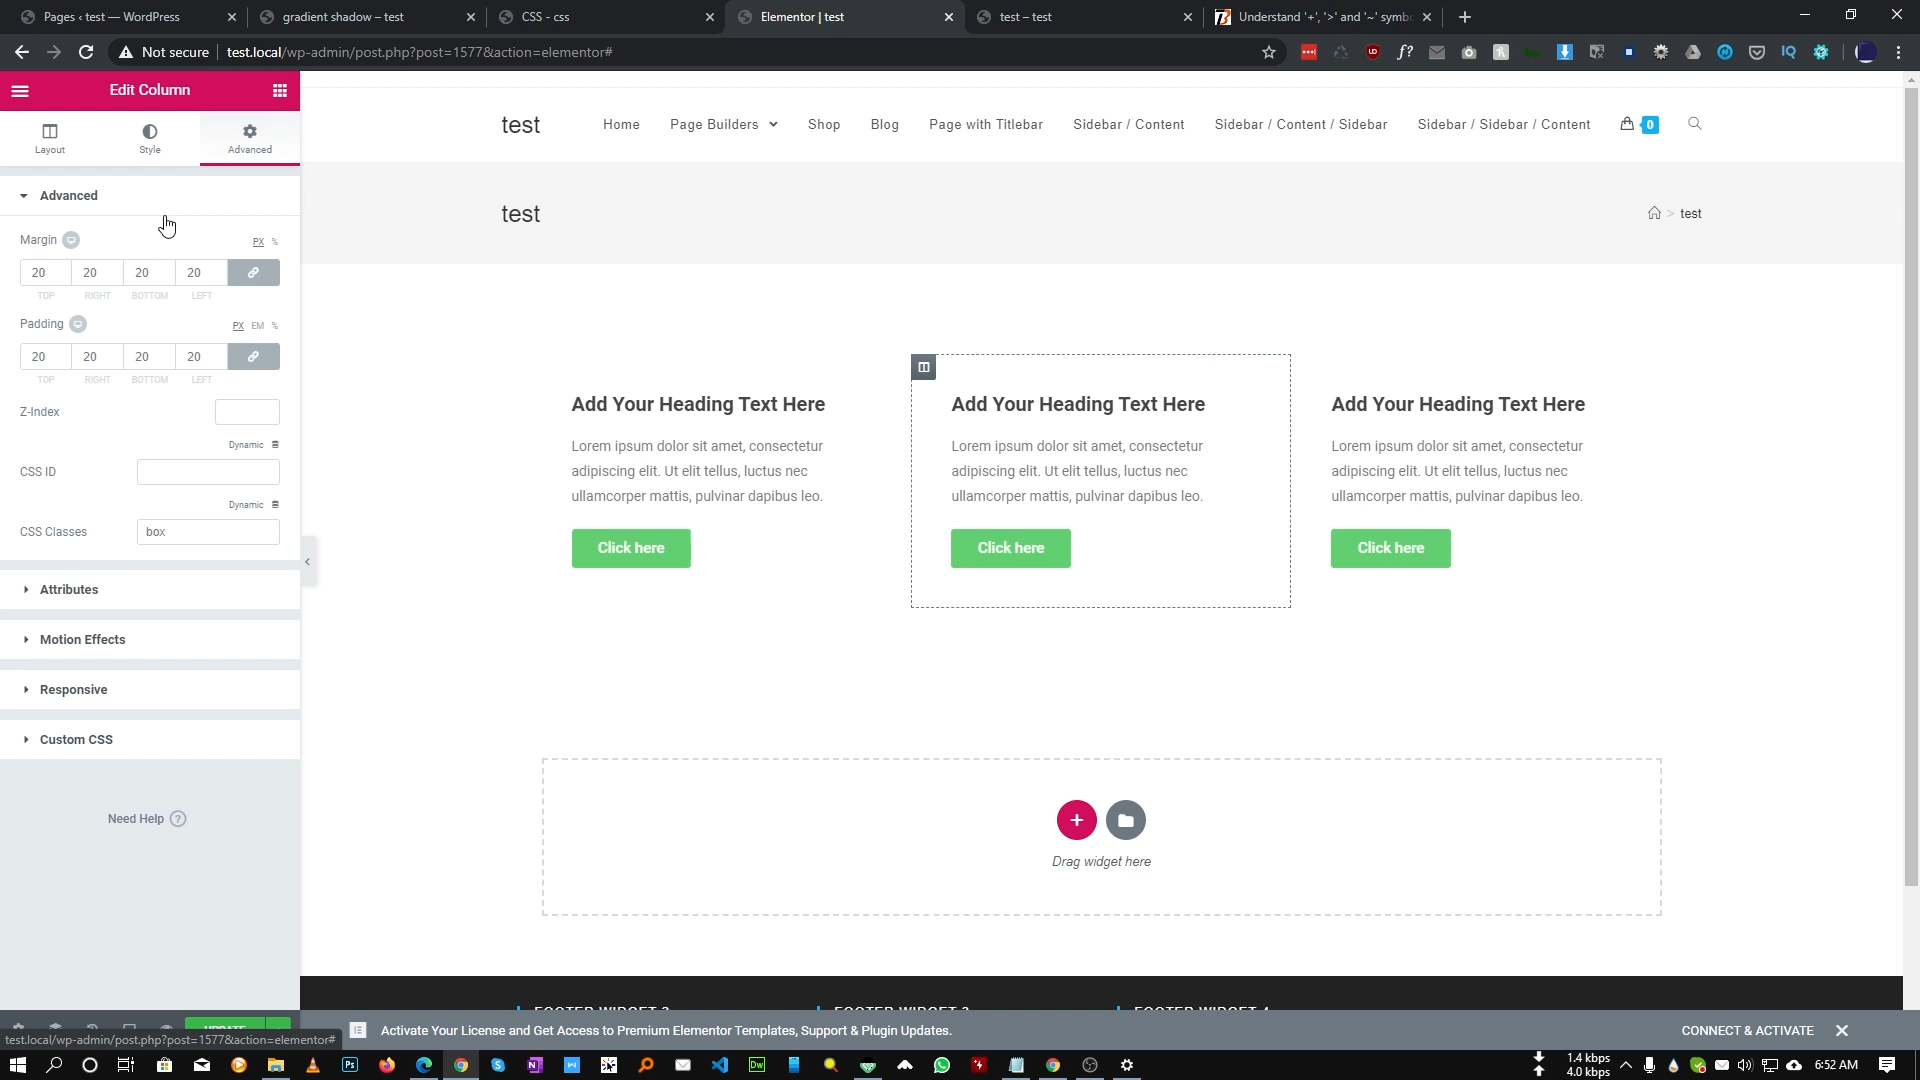 Pages ‹ test — WordPress
gradient shadow – test
CSS - css
Elementor | test
test – test
Understand '+', '>' and '~' symbo
Not secure
test.local/wp-admin/post.php?post=1577&action=elementor#
Edit Column
Layout
Style
Advanced
Advanced
Margin
PX %
20 20 20 20
TOP RIGHT BOTTOM LEFT
Padding
PX EM %
20 20 20 20
TOP RIGHT BOTTOM LEFT
Z-Index
Dynamic
CSS ID
Dynamic
CSS Classes
box
Attributes
Motion Effects
Responsive
Custom CSS
Need Help
?
UPDATE
test.local/wp-admin/post.php?post=1577&action=elementor#
test
Home
Page Builders
Shop
Blog
Page with Titlebar
Sidebar / Content
Sidebar / Content / Sidebar
Sidebar / Sidebar / Content
0
test
> test
Add Your Heading Text Here
Lorem ipsum dolor sit amet, consectetur
adipiscing elit. Ut elit tellus, luctus nec
ullamcorper mattis, pulvinar dapibus leo.
Click here
Add Your Heading Text Here
Lorem ipsum dolor sit amet, consectetur
adipiscing elit. Ut elit tellus, luctus nec
ullamcorper mattis, pulvinar dapibus leo.
Click here
Add Your Heading Text Here
Lorem ipsum dolor sit amet, consectetur
adipiscing elit. Ut elit tellus, luctus nec
ullamcorper mattis, pulvinar dapibus leo.
Click here
Drag widget here
Activate Your License and Get Access to Premium Elementor Templates, Support & Plugin Updates.
CONNECT & ACTIVATE
1.4 kbps
4.0 kbps
6:52 AM